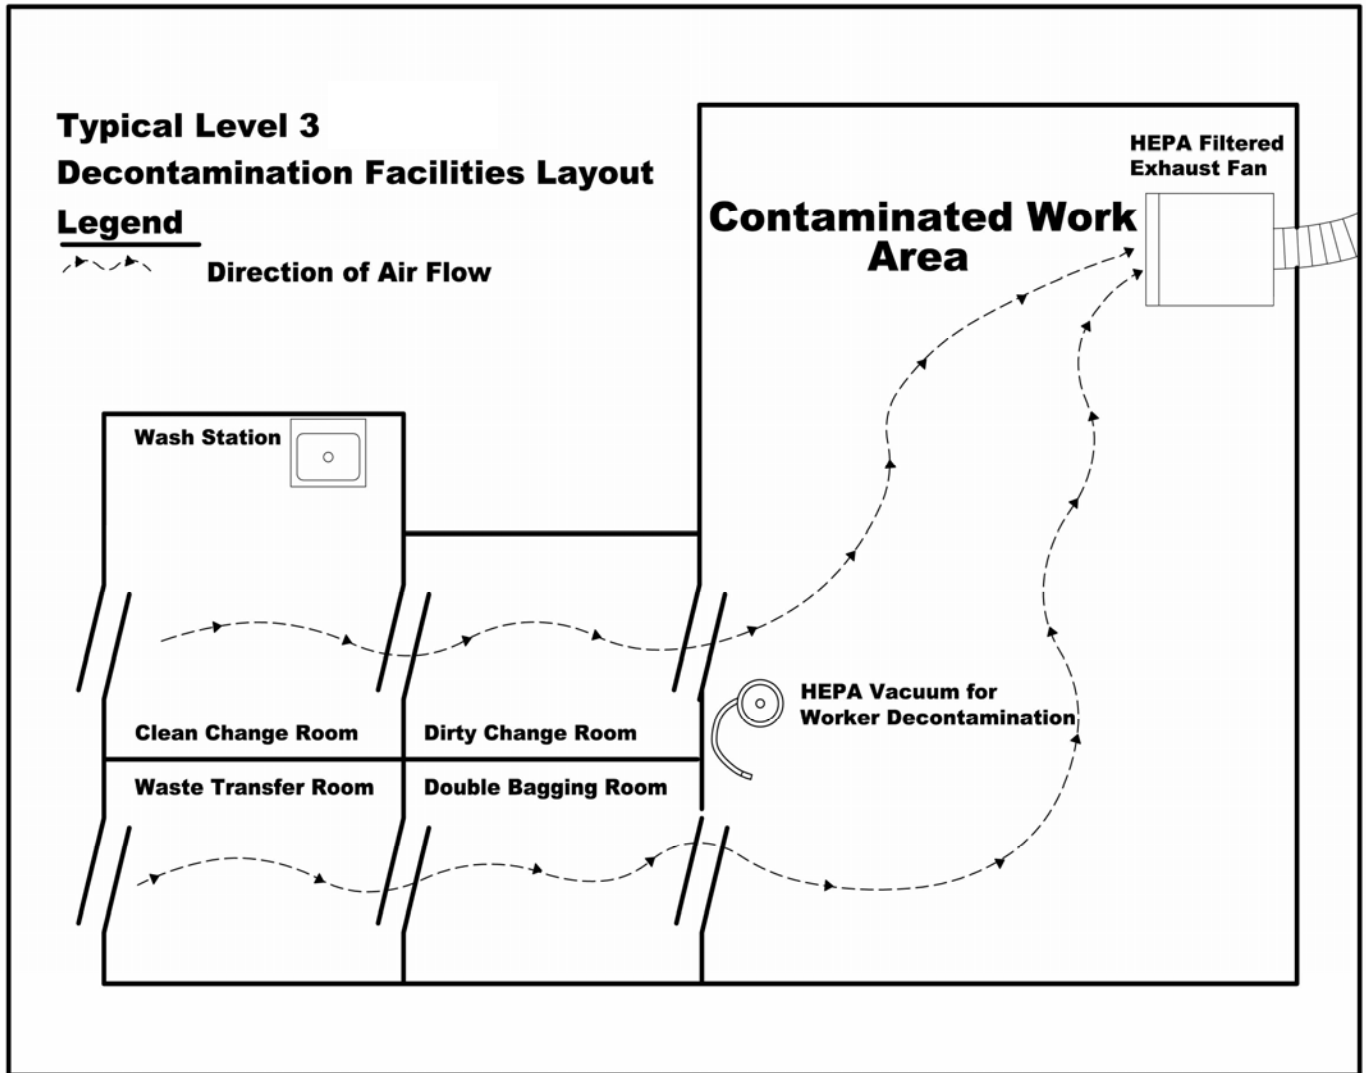 Typical Level 3
Decontamination Facilities Layout
Legend
Direction of Air Flow
HEPA Filtered
Exhaust Fan
Contaminated Work
Area
Wash Station
HEPA Vacuum for
Worker Decontamination
Clean Change Room
Dirty Change Room
Waste Transfer Room
Double Bagging Room